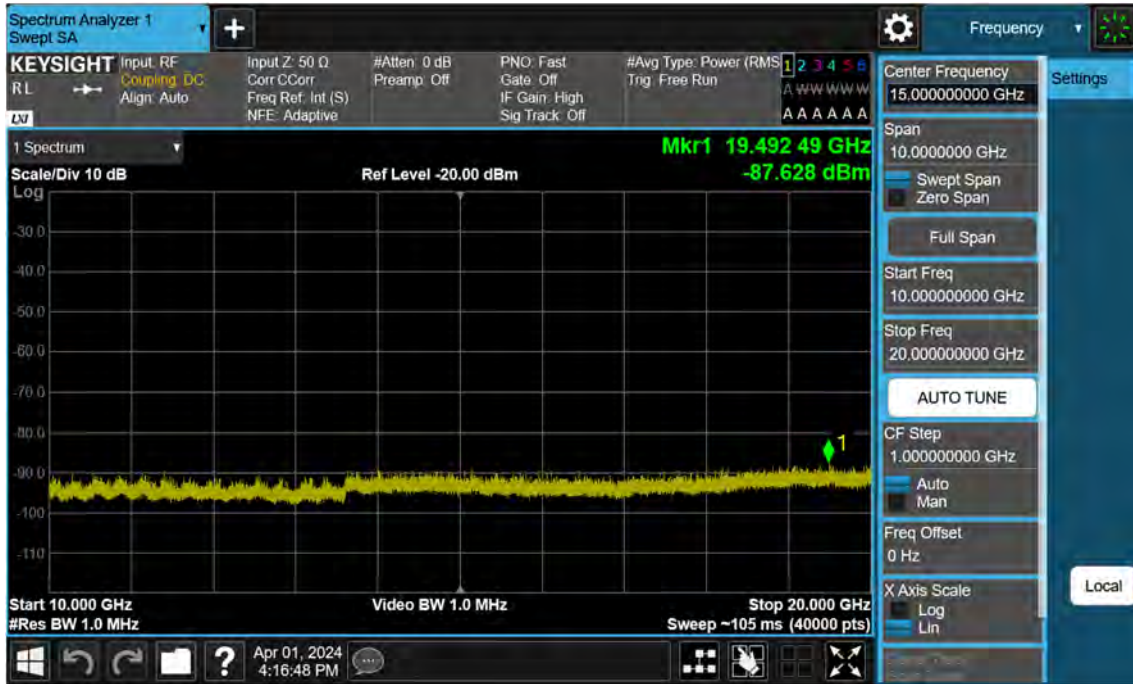 Spectrum Analyzer 1
Swept SA
+
Frequency
KEYSIGHT
RL
LXI
Input: RF
Coupling: DC
Align: Auto
Input Z: 50 Ω
Corr CCorr
Freq Ref: Int (S)
NFE: Adaptive
#Atten: 0 dB
Preamp: Off
PNO: Fast
Gate: Off
IF Gain: High
Sig Track: Off
#Avg Type: Power (RMS
Trig: Free Run
1 2 3 4 5 6
A W W W W W
A A A A A A
1 Spectrum
Scale/Div 10 dB
Ref Level -20.00 dBm
Mkr1 19.492 49 GHz
-87.628 dBm
Log
-30.0
-40.0
-50.0
-60.0
-70.0
-80.0
-90.0
-100
-110
1
Start 10.000 GHz
#Res BW 1.0 MHz
Video BW 1.0 MHz
Stop 20.000 GHz
Sweep ~105 ms (40000 pts)
Center Frequency
15.000000000 GHz
Span
10.0000000 GHz
Swept Span
Zero Span
Full Span
Start Freq
10.000000000 GHz
Stop Freq
20.000000000 GHz
AUTO TUNE
CF Step
1.000000000 GHz
Auto
Man
Freq Offset
0 Hz
X Axis Scale
Log
Lin
Settings
Local
?
Apr 01, 2024
4:16:48 PM